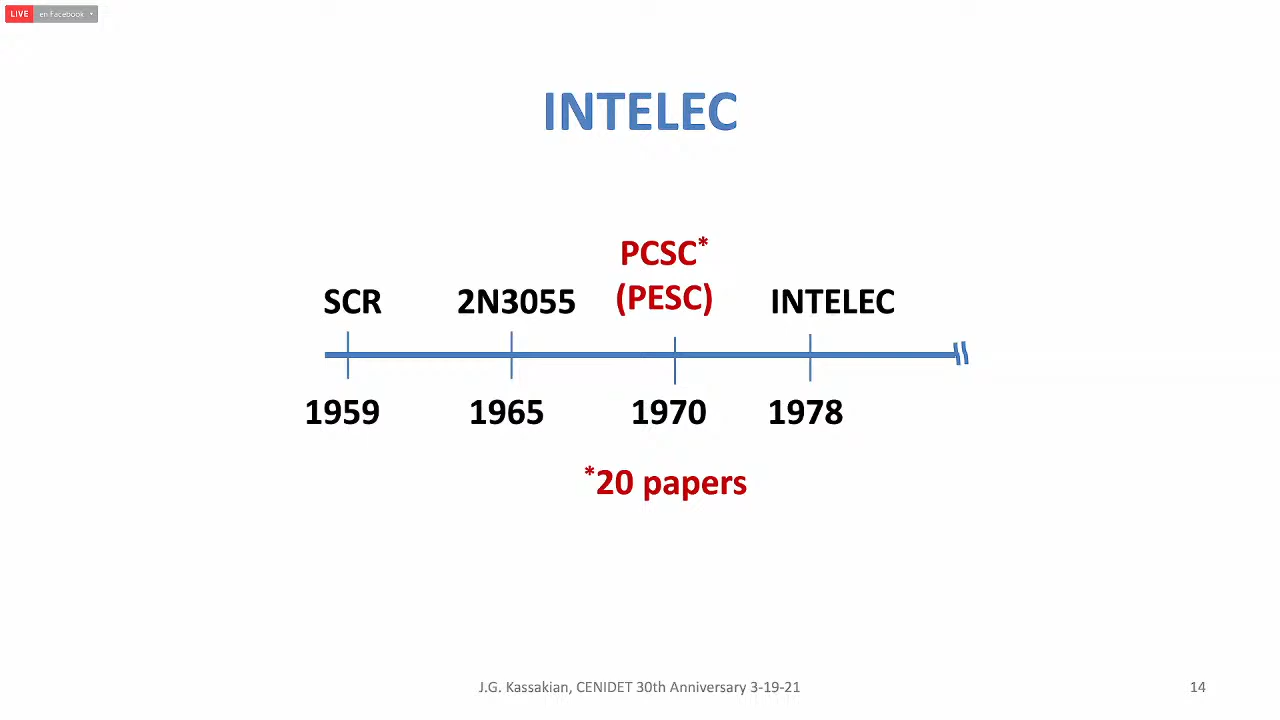 LIVE en Facebook
INTELEC
PCSC*
(PESC)
SCR 2N3055 INTELEC
1959 1965 1970 1978
*20 papers
J.G. Kassakian, CENIDET 30th Anniversary 3-19-21 14